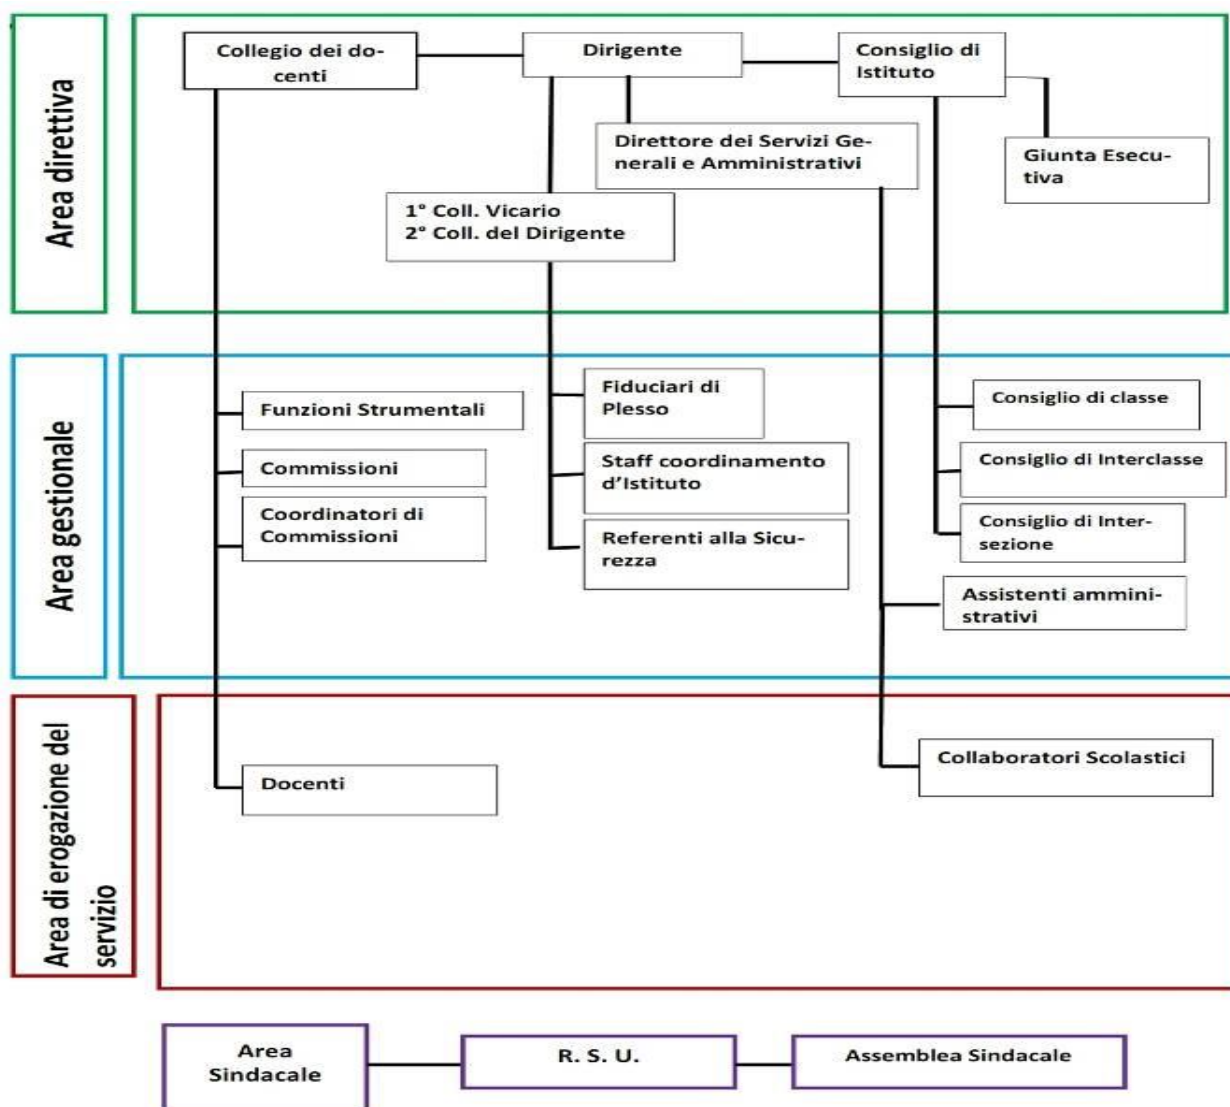 Area direttiva
Collegio dei do-
centi
Dirigente
Consiglio di
Istituto
Direttore dei Servizi Ge-
nerali e Amministrativi
Giunta Esecu-
tiva
1° Coll. Vicario
2° Coll. del Dirigente
Area gestionale
Funzioni Strumentali
Commissioni
Coordinatori di
Commissioni
Fiduciari di
Plesso
Staff coordinamento
d'Istituto
Referenti alla Sicu-
rezza
Consiglio di classe
Consiglio di Interclasse
Consiglio di Inter-
sezione
Assistenti ammini-
strativi
Area di erogazione del
servizio
Docenti
Collaboratori Scolastici
Area
Sindacale
R. S. U.
Assemblea Sindacale